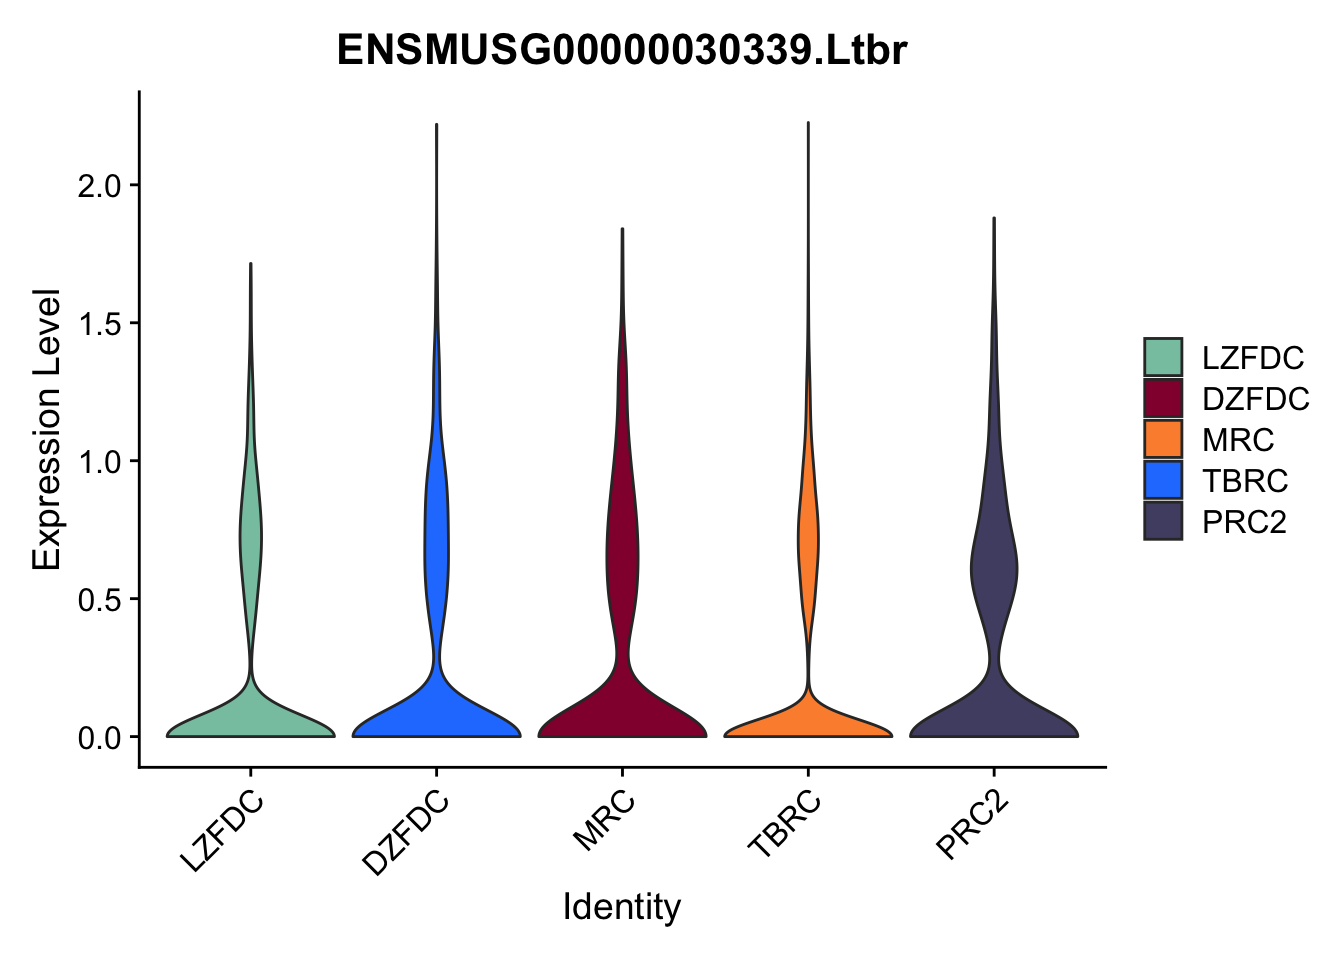 ENSMUSG00000030339.Ltbr
Expression Level
2.0
1.5
1.0
0.5
0.0
LZFDC
DZFDC
MRC
TBRC
PRC2
Identity
LZFDC
DZFDC
MRC
TBRC
PRC2